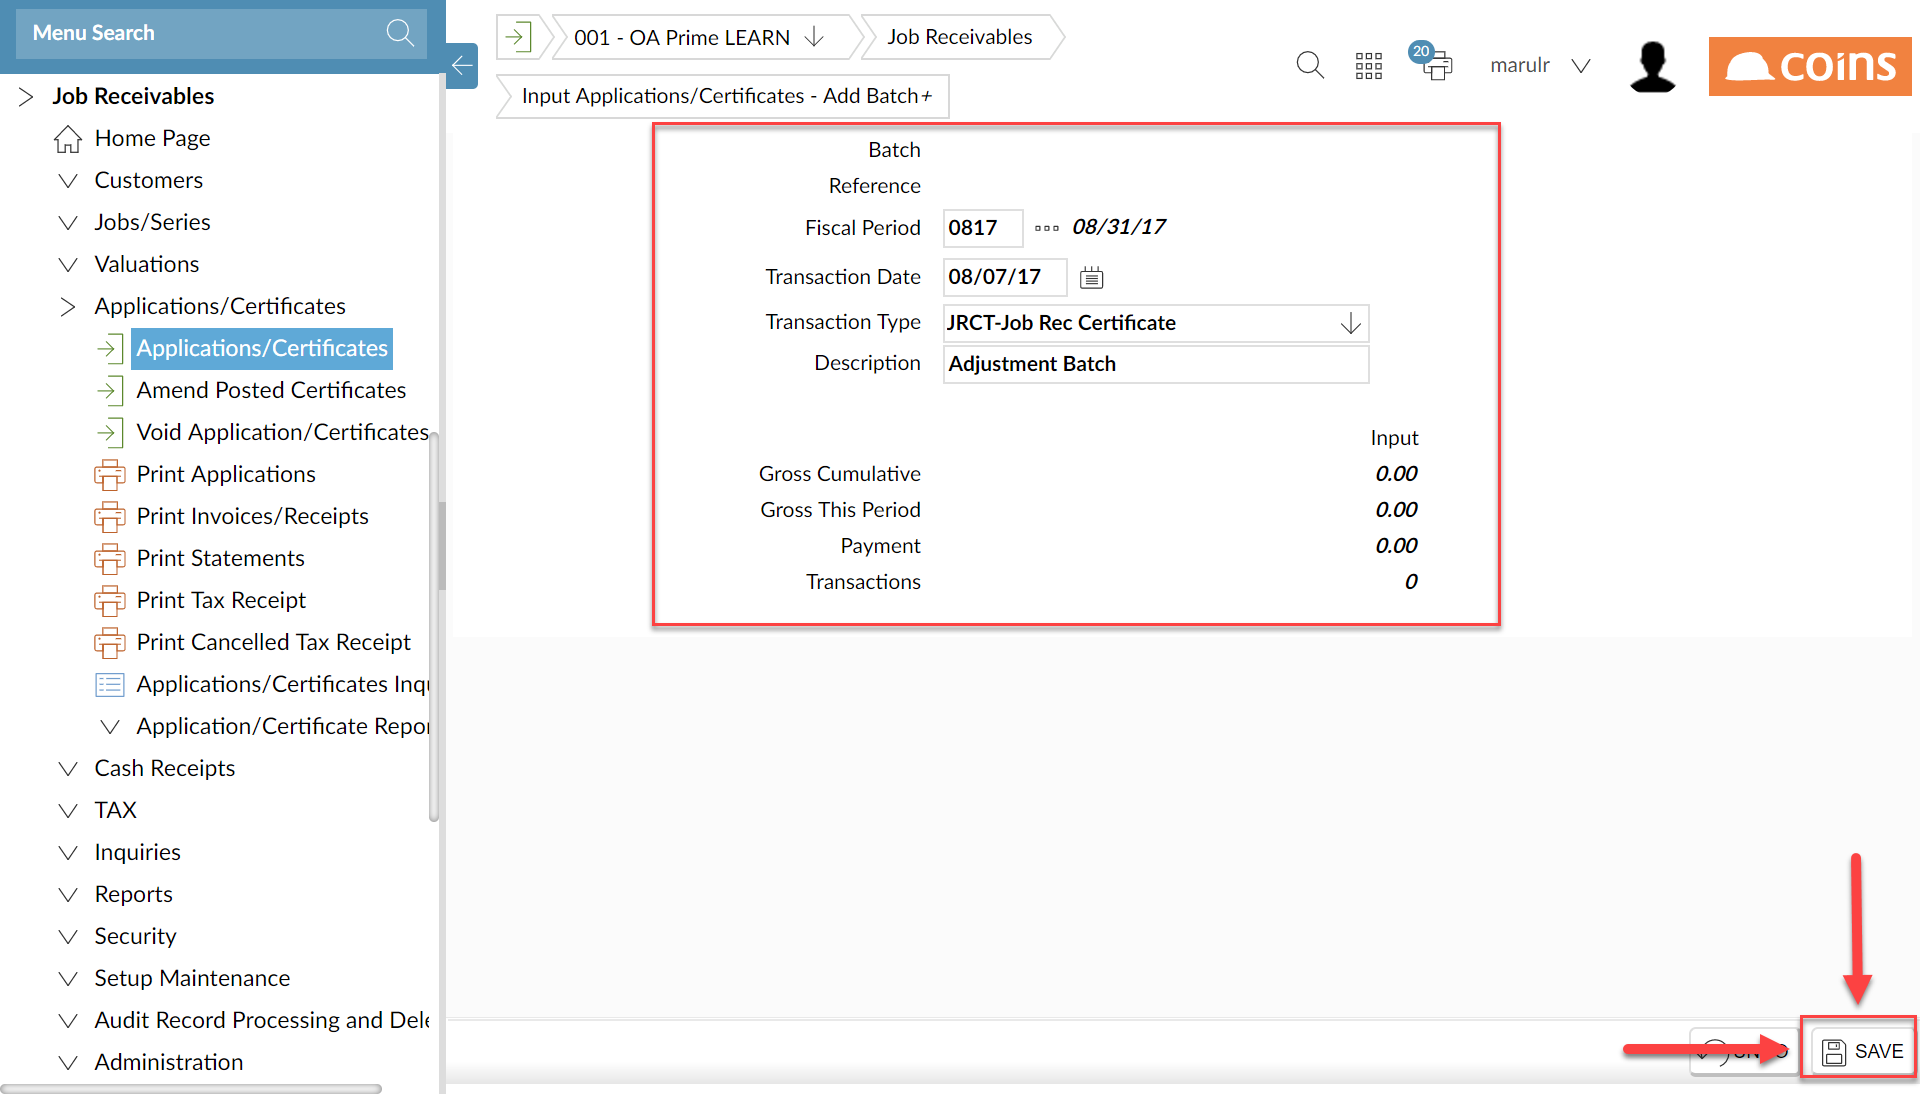 Menu Search
Job Receivables
Home Page
Customers
Jobs/Series
Valuations
Applications/Certificates
Applications/Certificates
Amend Posted Certificates
Void Application/Certificates
Print Applications
Print Invoices/Receipts
Print Statements
Print Tax Receipt
Print Cancelled Tax Receipt
Applications/Certificates Inqu
Application/Certificate Repor
Cash Receipts
TAX
Inquiries
Reports
Security
Setup Maintenance
Audit Record Processing and Dele
Administration
001 - OA Prime LEARN
Job Receivables
20
marulr
coins
Input Applications/Certificates - Add Batch+
Batch
Reference
Fiscal Period 0817 08/31/17
Transaction Date 08/07/17
Transaction Type JRCT-Job Rec Certificate
Description Adjustment Batch
Input
Gross Cumulative 0.00
Gross This Period 0.00
Payment 0.00
Transactions 0
SAVE